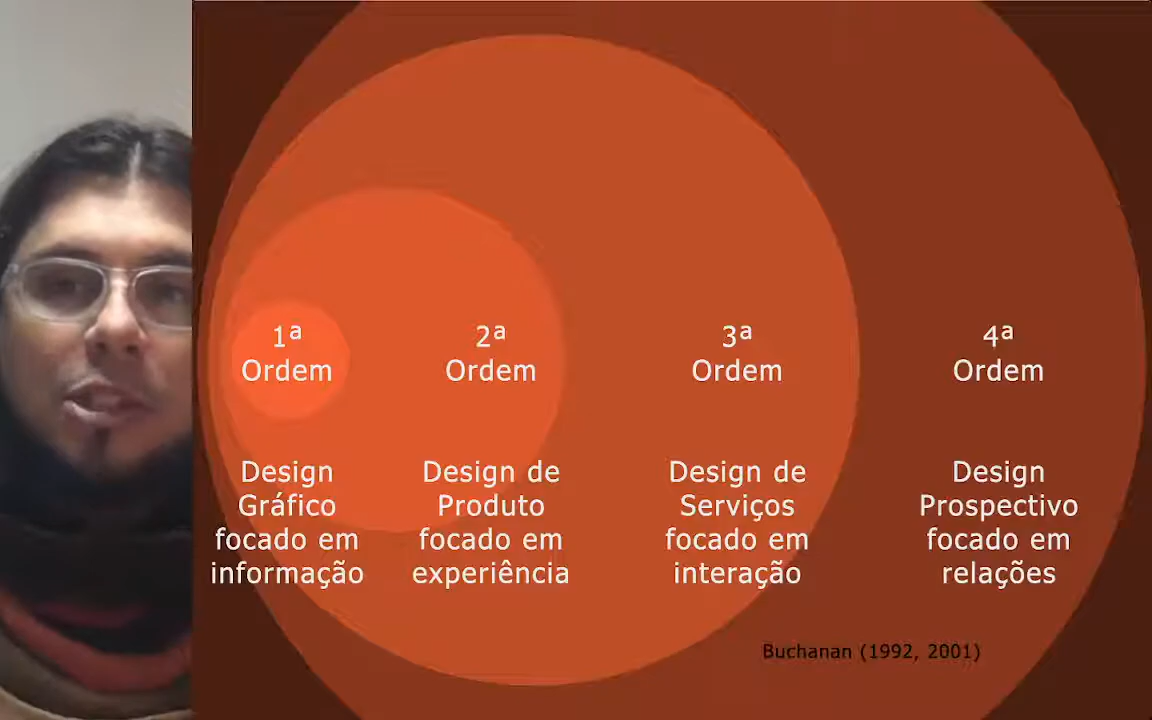 1ª
Ordem
2ª
Ordem
3ª
Ordem
4ª
Ordem
Design
Gráfico
focado em
informação
Design de
Produto
focado em
experiência
Design de
Serviços
focado em
interação
Design
Prospectivo
focado em
relações
Buchanan (1992, 2001)